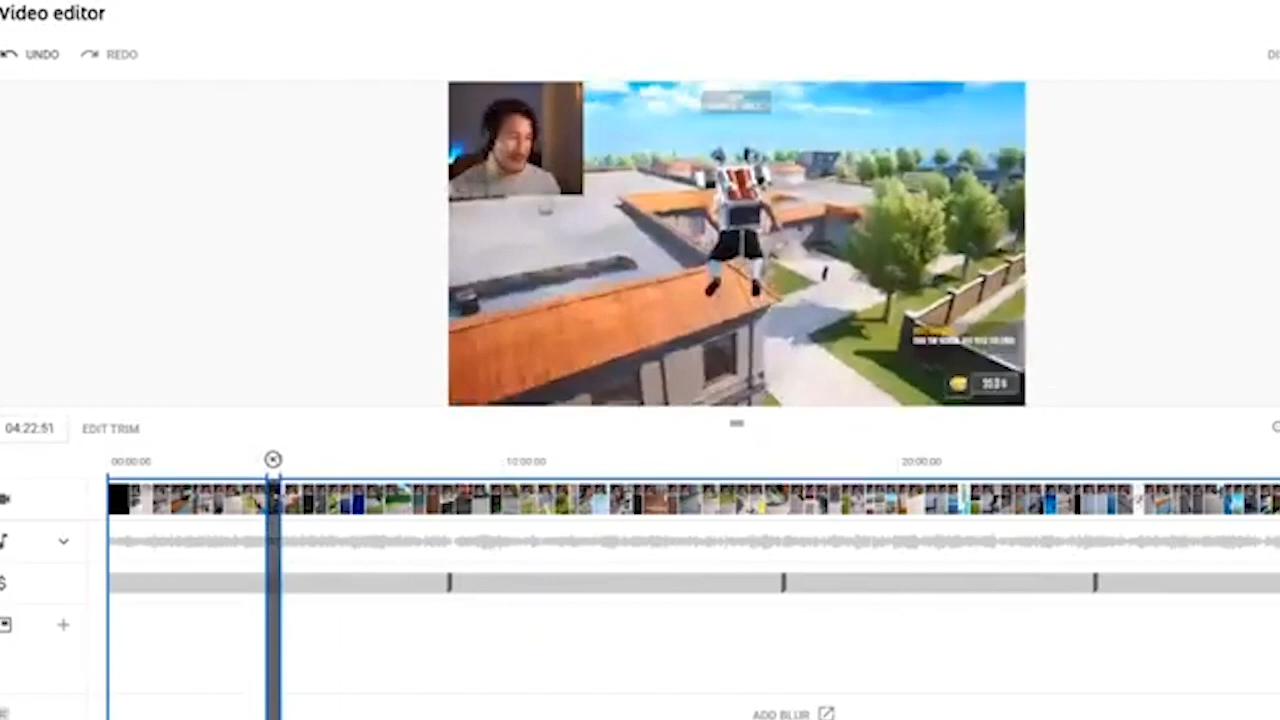 Video editor
UNDO
REDO
04:22:51
EDIT TRIM
00:00:00
10:00:00
20:00:00
ADD BLUR